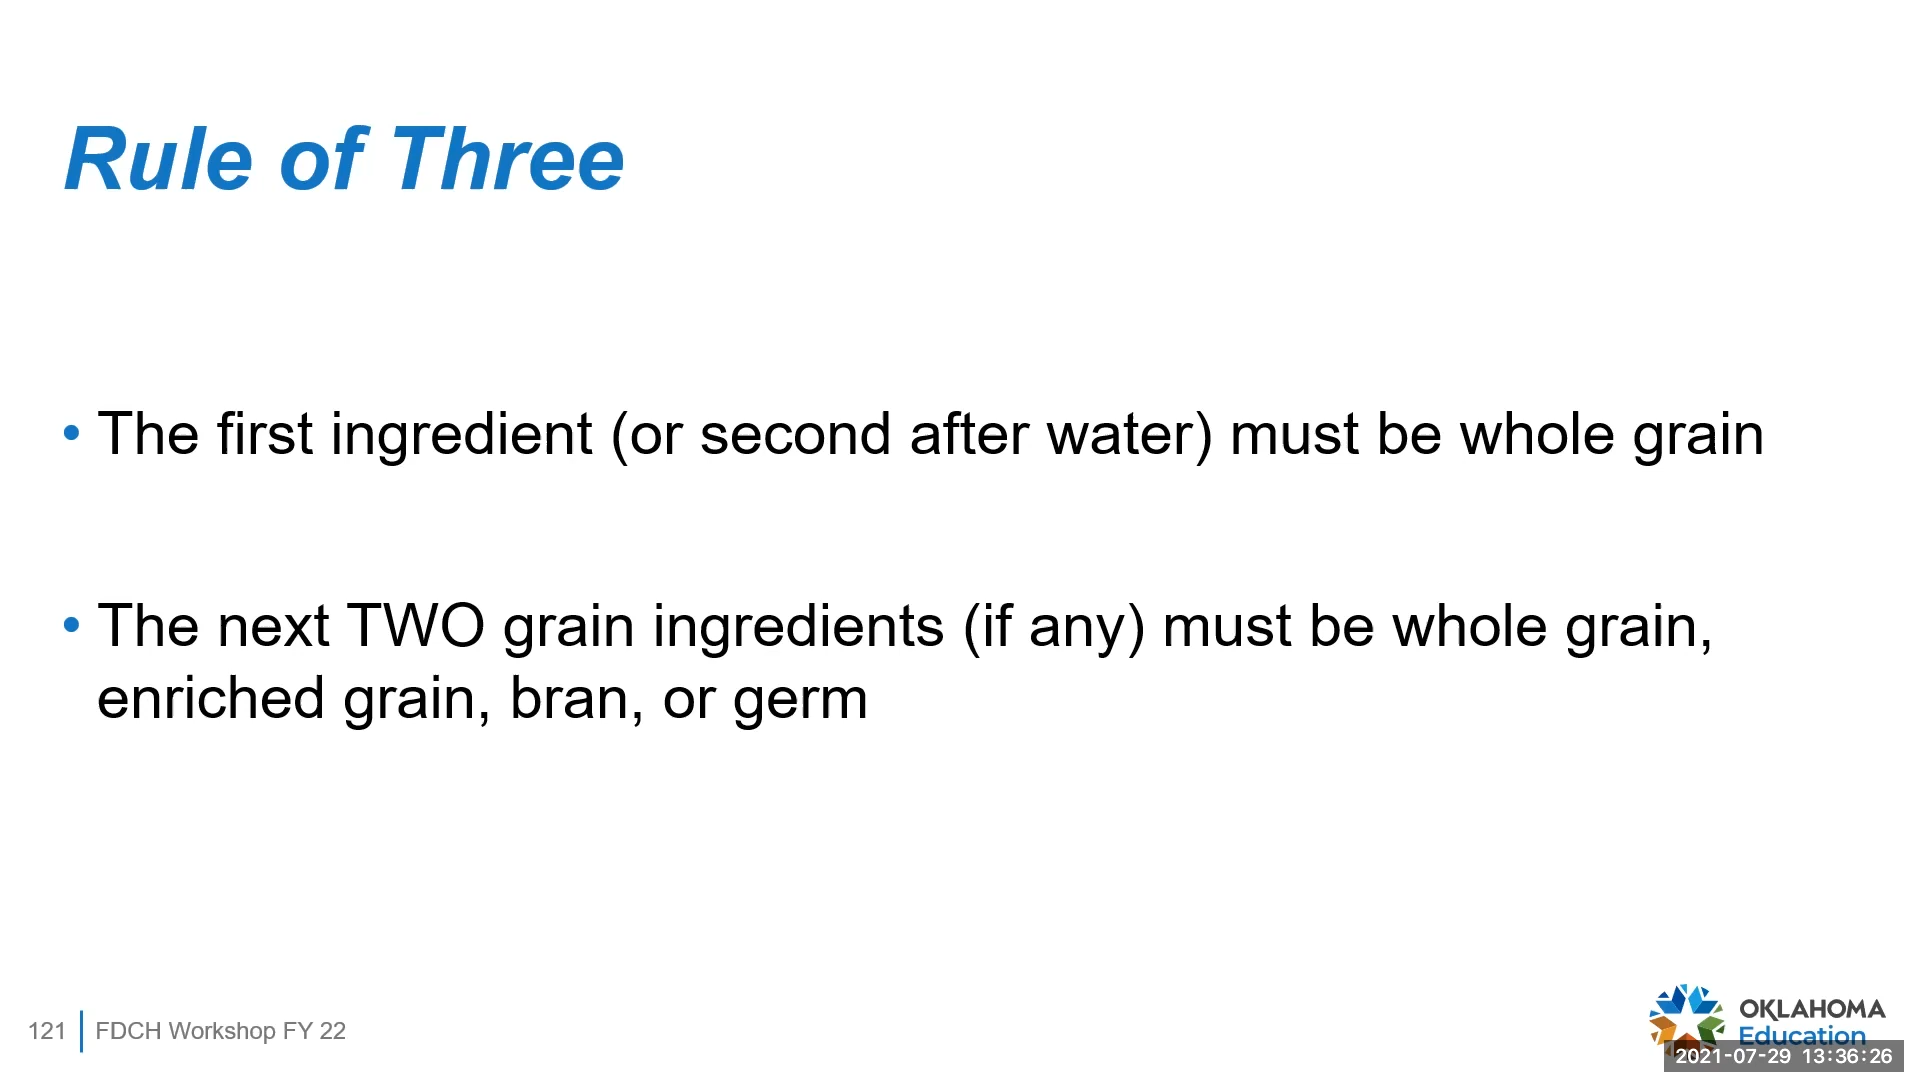 Rule of Three
• The first ingredient (or second after water) must be whole grain
• The next TWO grain ingredients (if any) must be whole grain,
enriched grain, bran, or germ
121 FDCH Workshop FY 22
OKLAHOMA
Education
2021-07-29 13:36:26